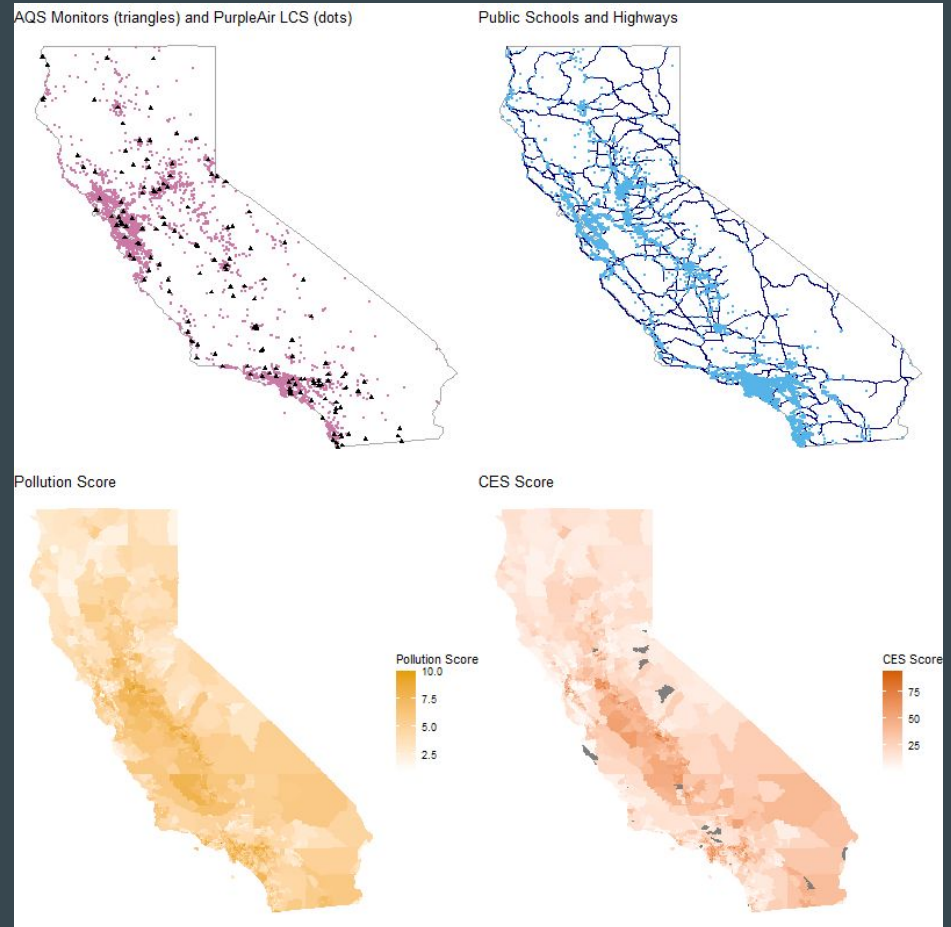 AQS Monitors (triangles) and PurpleAir LCS (dots)
Public Schools and Highways
Pollution Score
CES Score
Pollution Score
10.0
7.5
5.0
2.5
CES Score
75
50
25